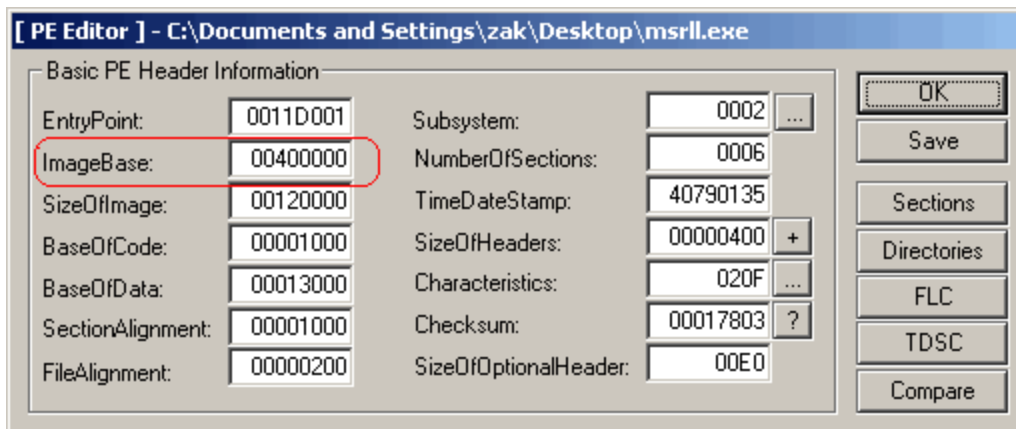 [ PE Editor ] - C:\Documents and Settings\zak\Desktop\msrll.exe
Basic PE Header Information
EntryPoint: 0011D001
ImageBase: 00400000
SizeOfImage: 00120000
BaseOfCode: 00001000
BaseOfData: 00013000
SectionAlignment: 00001000
FileAlignment: 00000200
Subsystem: 0002 ...
NumberOfSections: 0006
TimeDateStamp: 40790135
SizeOfHeaders: 00000400 +
Characteristics: 020F ...
Checksum: 00017803 ?
SizeOfOptionalHeader: 00E0
OK
Save
Sections
Directories
FLC
TDSC
Compare